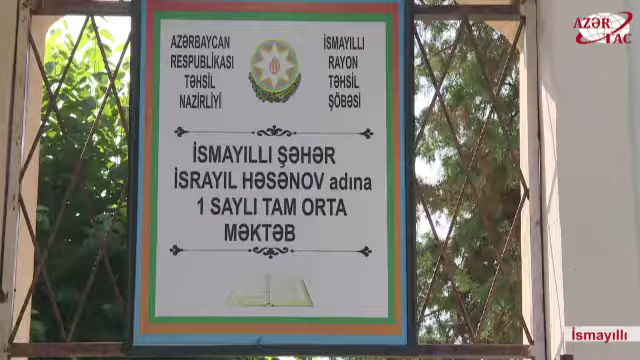 AZƏRBAYCAN
RESPUBLİKASI
TƏHSİL
NAZİRLİYİ
İSMAYILLI
RAYON
TƏHSİL
ŞÖBƏSİ
İSMAYILLI ŞƏHƏR
İSRAYIL HƏSƏNOV adına
1 SAYLI TAM ORTA
MƏKTƏB
AZƏR
TAC
İsmayıllı